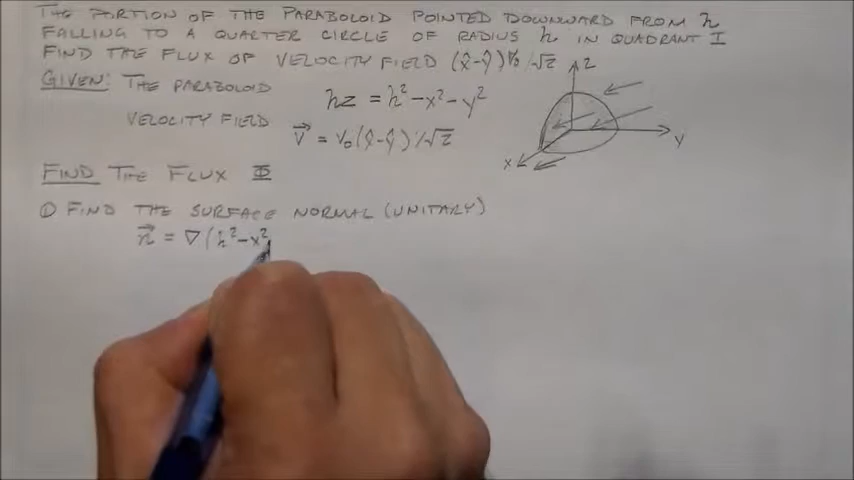 THE PORTION OF THE PARABOLOID POINTED DOWNWARD FROM h
FALLING TO A QUARTER CIRCLE OF RADIUS h IN QUADRANT I
FIND THE FLUX OF VELOCITY FIELD (x̂-ŷ) V₀/√2
GIVEN: THE PARABOLOID hz = h²-x²-y²
VELOCITY FIELD v⃗ = V₀(x̂-ŷ)/√2
z
y
x
FIND THE FLUX Φ
① FIND THE SURFACE NORMAL (UNITARY)
n⃗ = ∇(h²-x²